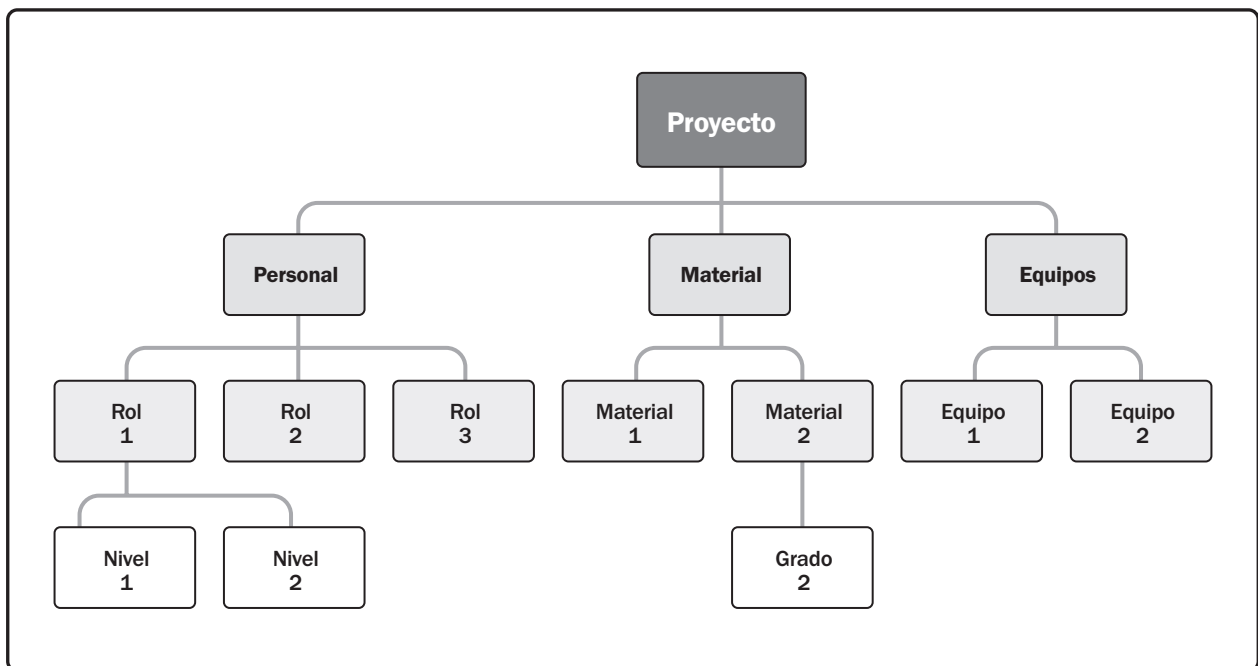 Proyecto
Personal
Material
Equipos
Rol
1
Rol
2
Rol
3
Material
1
Material
2
Equipo
1
Equipo
2
Nivel
1
Nivel
2
Grado
2